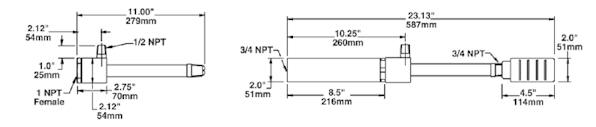 11.00"
279mm
2.12"
54mm
1/2 NPT
1.0"
25mm
1 NPT
Female
2.75"
70mm
2.12"
54mm
23.13"
587mm
10.25"
260mm
3/4 NPT
3/4 NPT
2.0"
51mm
2.0"
51mm
8.5"
216mm
4.5"
114mm